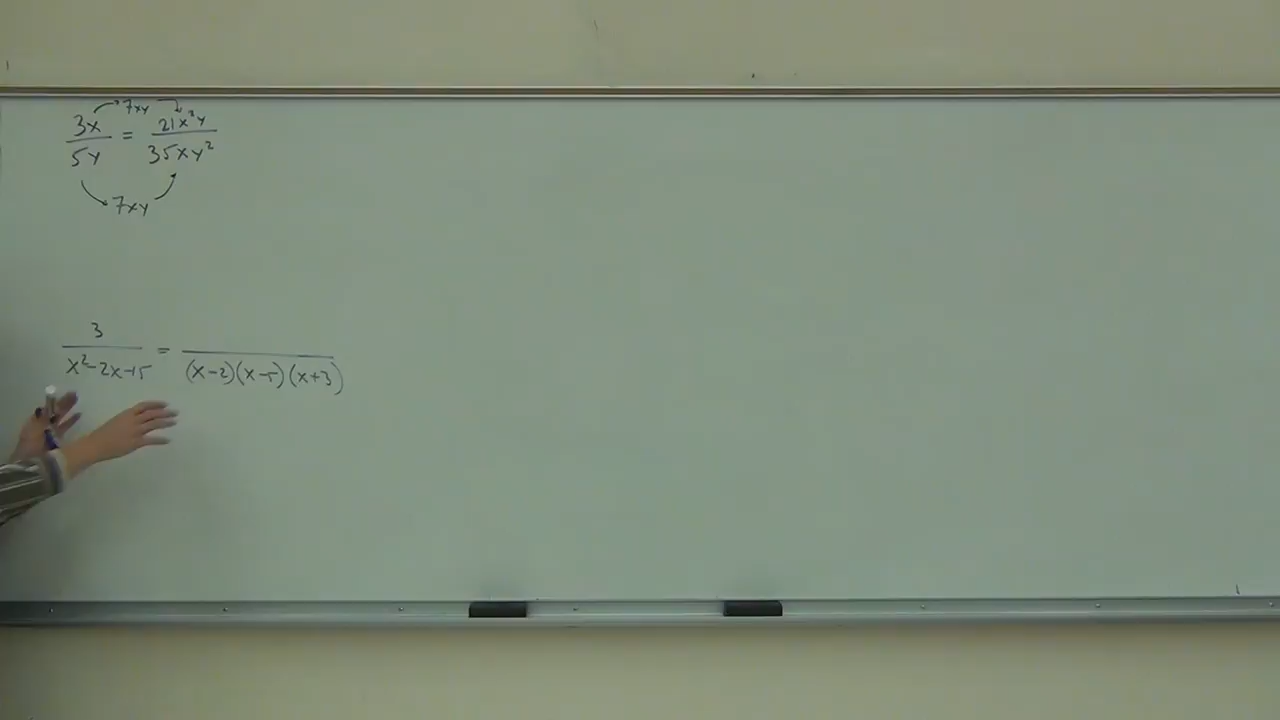 7xy
3x = 21x²y
5y 35xy²
7xy
3 =
x²-2x-15 (x-2)(x-5)(x+3)